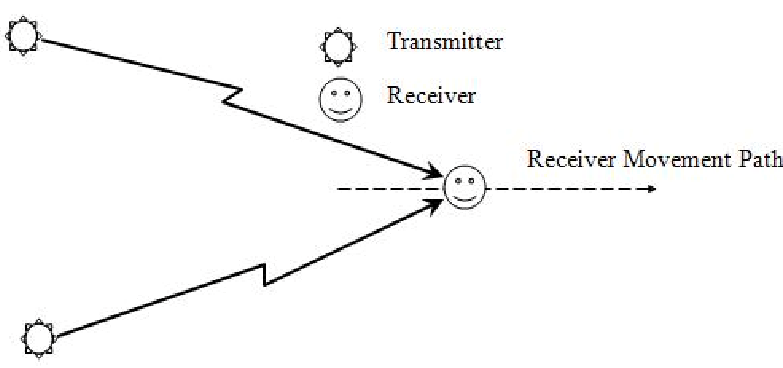 Transmitter
Receiver
Receiver Movement Path